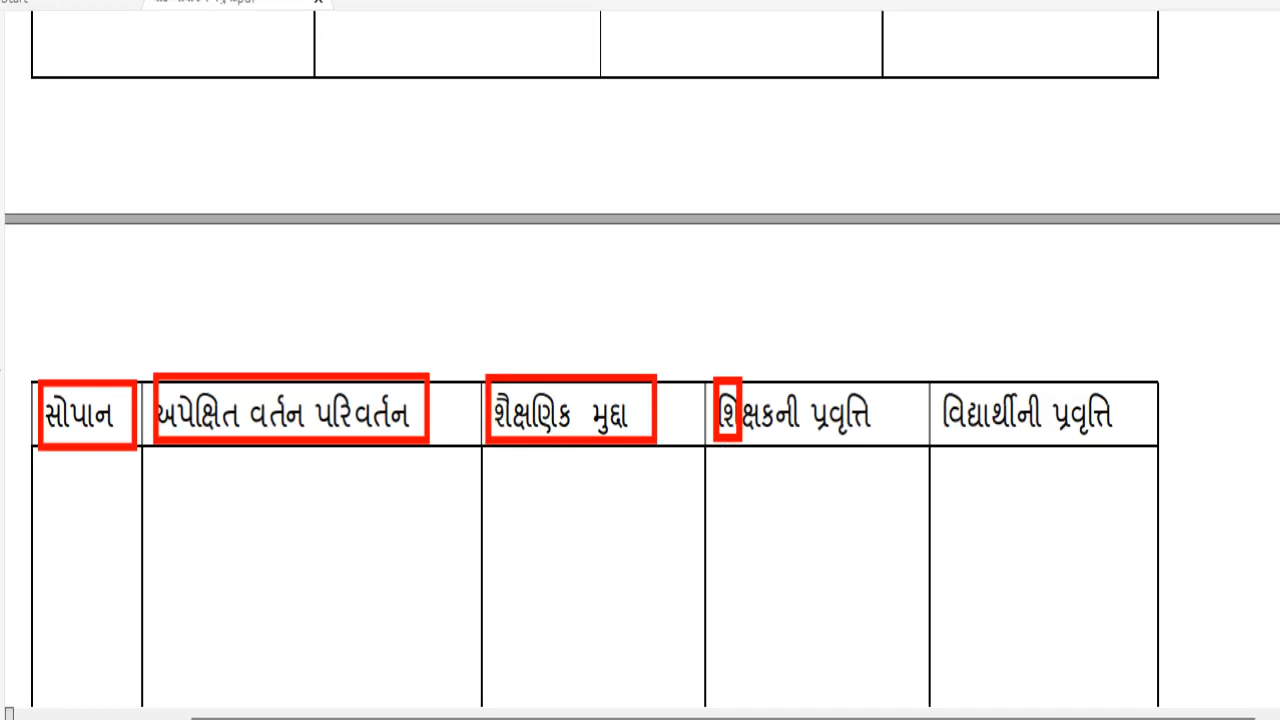 સોપાન અપેક્ષિત વર્તન પરિવર્તન શૈક્ષણિક મુદ્દા શિક્ષકની પ્રવૃત્તિ વિદ્યાર્થીની પ્રવૃત્તિ